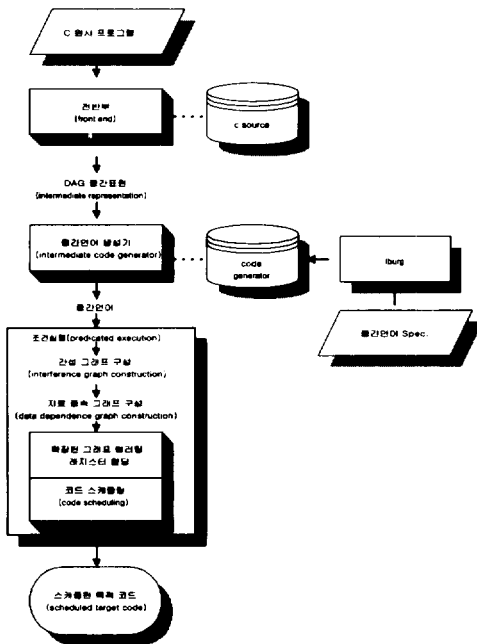 C 원시 프로그램
전반부
(front end)
c source
DAG 중간표현
(intermediate representation)
중간언어 생성기
(intermediate code generator)
code
generator
lburg
중간언어 Spec.
중간언어
조건실행(predicated execution)
간섭 그래프 구성
(interference graph construction)
자료 종속 그래프 구성
(data dependence graph construction)
확장된 그래프 컬러링
레지스터 할당
코드 스케줄링
(code scheduling)
스케줄된 목적 코드
(scheduled target code)